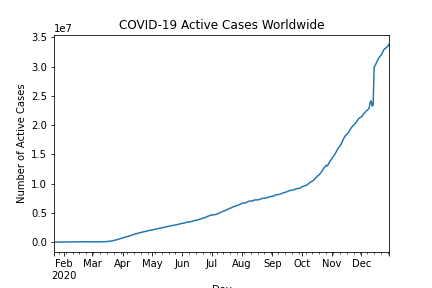 COVID-19 Active Cases Worldwide
1e7
3.5
3.0
2.5
2.0
1.5
1.0
0.5
0.0
Number of Active Cases
Feb Mar Apr May Jun Jul Aug Sep Oct Nov Dec
2020